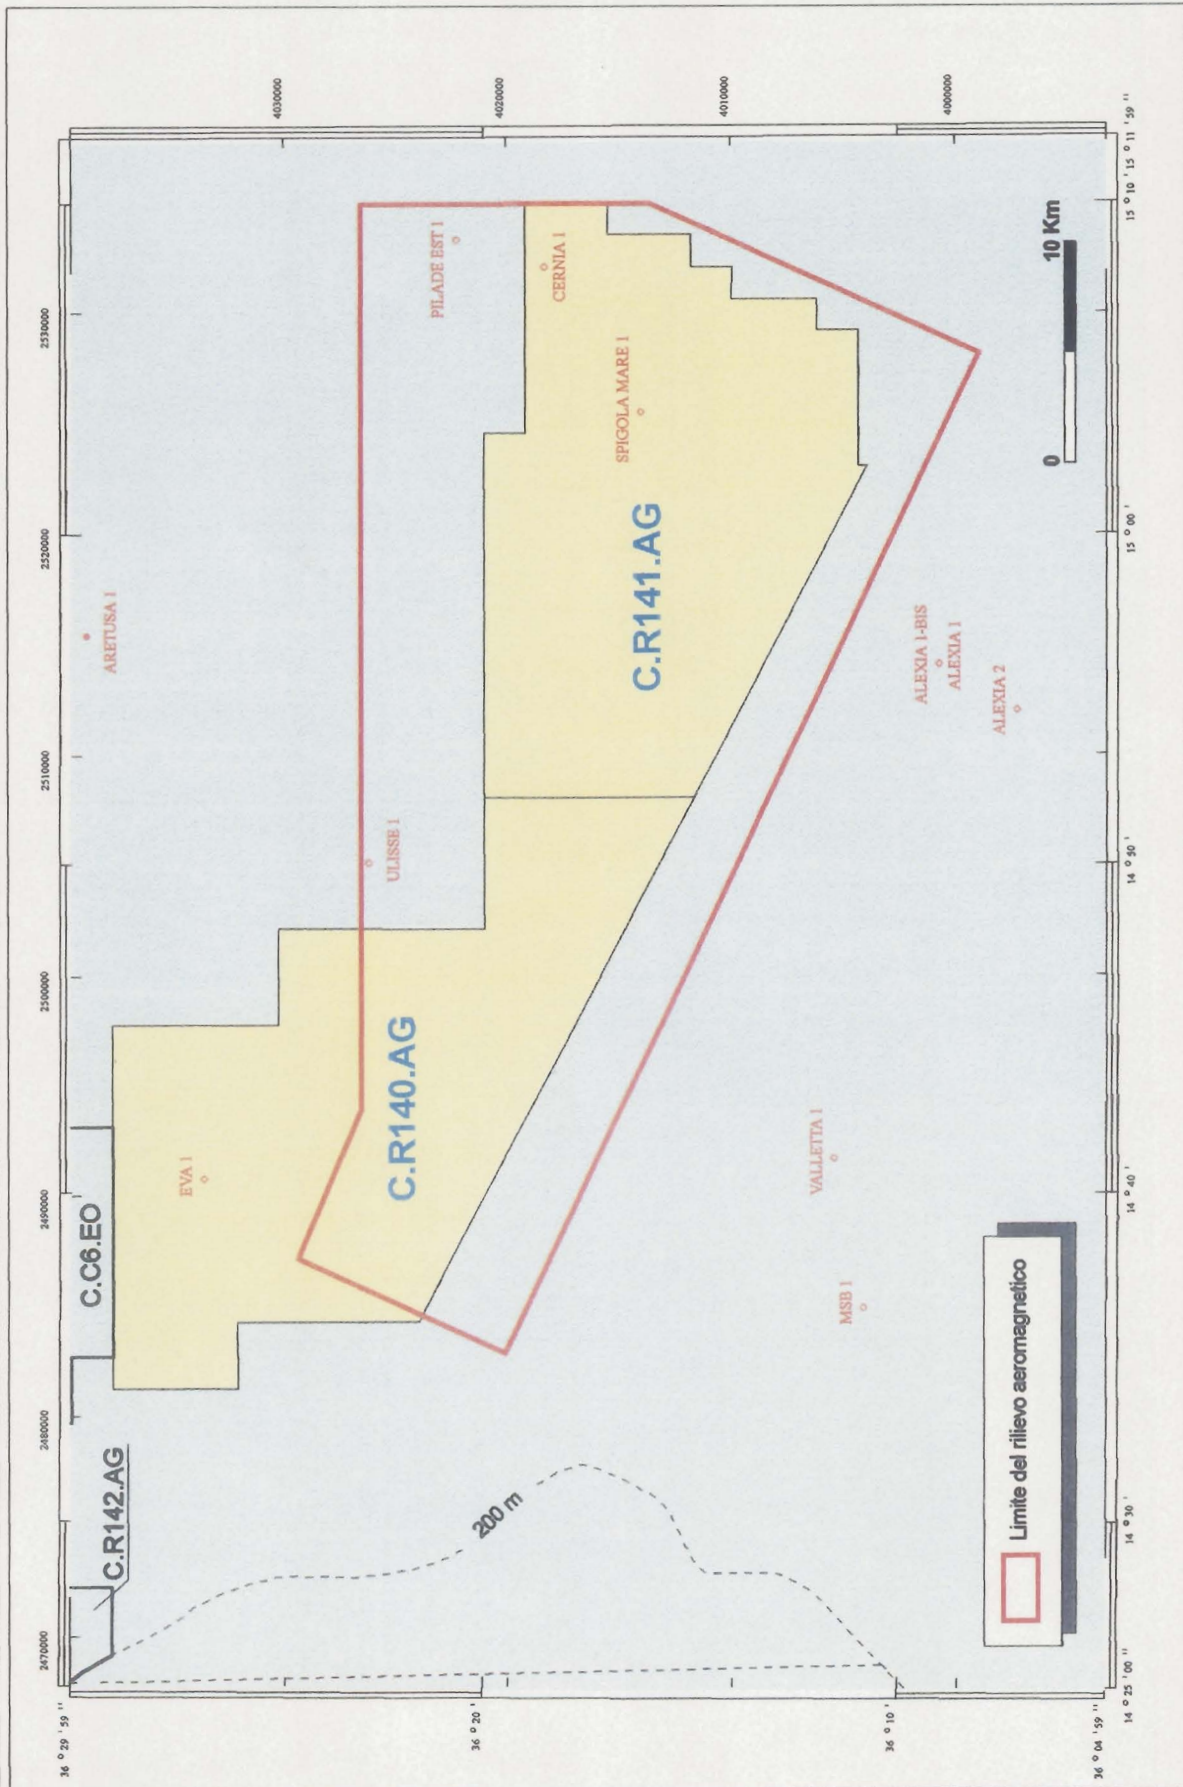 2470000
2480000
2490000
2500000
2510000
2520000
2530000
36 ° 29 ' 59 "
C.R142.AG
C.C6.EO
ARETUSA 1
EVA 1
4030000
C.R140.AG
ULISSE 1
PILADE EST 1
36 ° 20 '
200 m
4020000
CERNIA 1
SPIGOLA MARE 1
C.R141.AG
4010000
VALLETTA 1
MSB 1
36 ° 10 '
ALEXIA 1-BIS
ALEXIA 1
4000000
ALEXIA 2
Limite del rilievo aeromagnetico
0
10 Km
36 ° 04 ' 59 "
14 ° 25 ' 00 "
14 ° 30 '
14 ° 40 '
14 ° 50 '
15 ° 00 '
15 ° 10 '
15 ° 11 ' 59 "